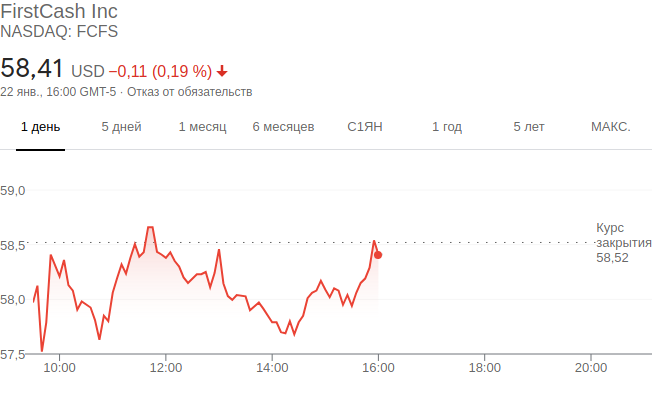 FirstCash Inc
NASDAQ: FCFS
58,41 USD −0,11 (0,19 %)
22 янв., 16:00 GMT-5 · Отказ от обязательств
1 день 5 дней 1 месяц 6 месяцев С1ЯН 1 год 5 лет МАКС.
59,0
Курс
58,5 закрытия
58,52
58,0
57,5
10:00 12:00 14:00 16:00 18:00 20:00